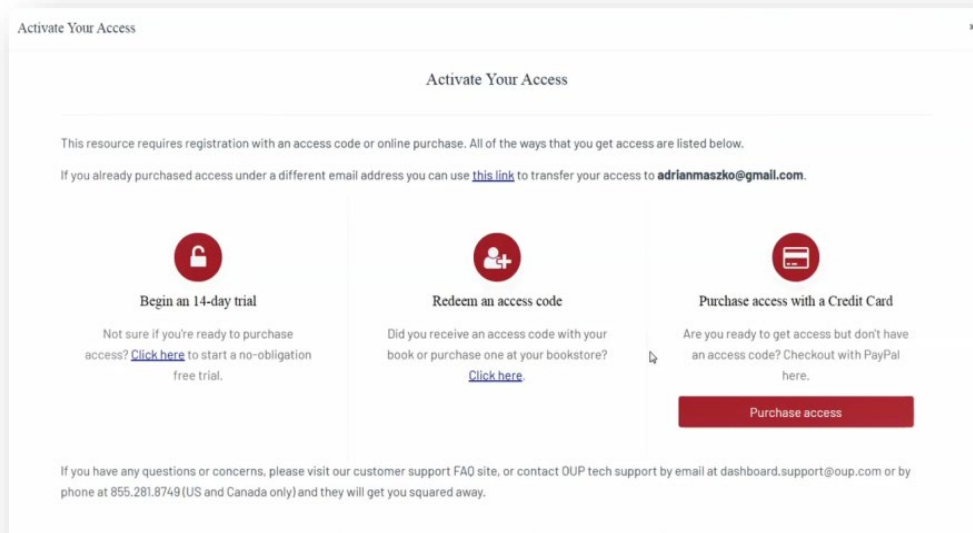 Activate Your Access
Activate Your Access
This resource requires registration with an access code or online purchase. All of the ways that you get access are listed below.
If you already purchased access under a different email address you can use this link to transfer your access to adrianmaszko@gmail.com.
Begin an 14-day trial
Not sure if you're ready to purchase
access? Click here to start a no-obligation
free trial.
Redeem an access code
Did you receive an access code with your
book or purchase one at your bookstore?
Click here.
Purchase access with a Credit Card
Are you ready to get access but don't have
an access code? Checkout with PayPal
here.
Purchase access
If you have any questions or concerns, please visit our customer support FAQ site, or contact OUP tech support by email at dashboard.support@oup.com or by
phone at 855.281.8749 (US and Canada only) and they will get you squared away.